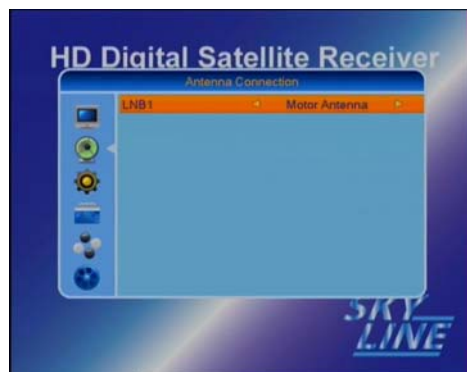 HD Digital Satellite Receiver
Antenna Connection
LNB1 Motor Antenna
SKY
LINE